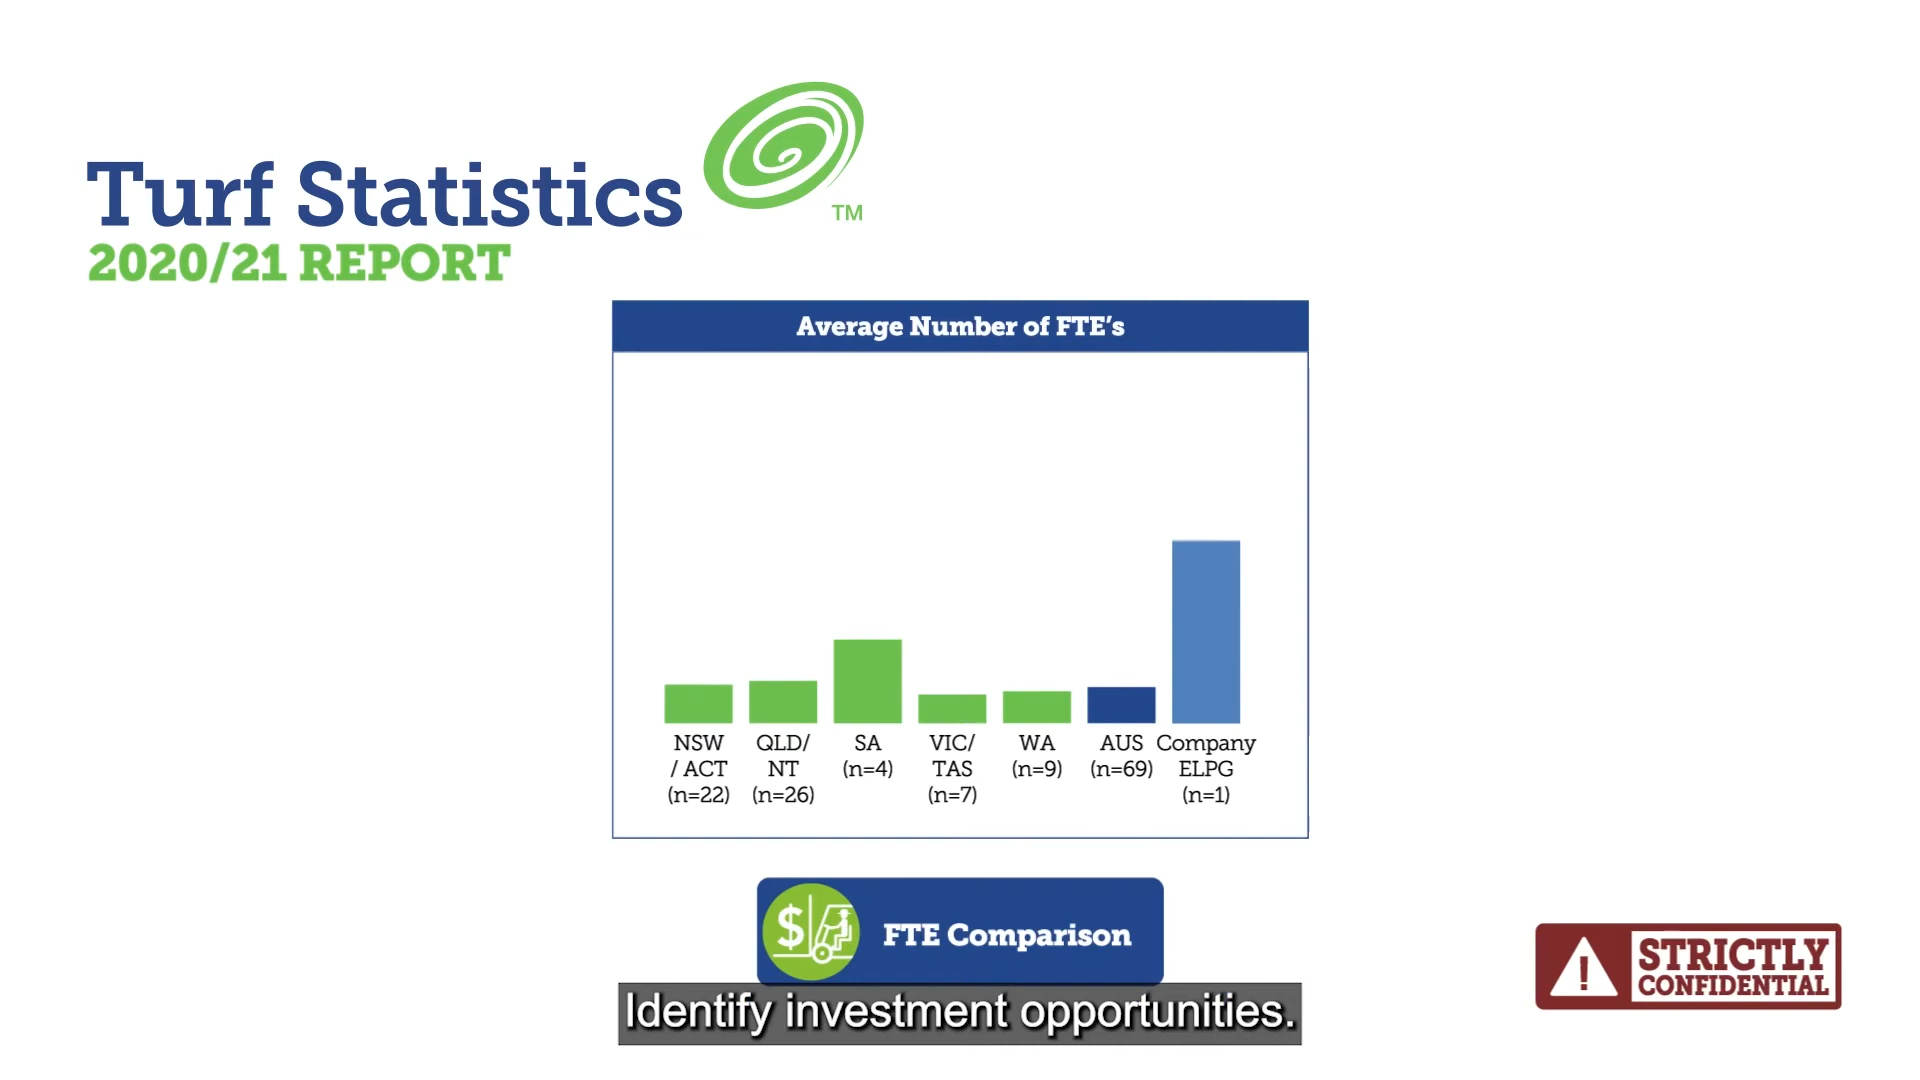 Turf Statistics
TM
2020/21 REPORT
Average Number of FTE's
NSW
/ ACT
(n=22)
QLD/
NT
(n=26)
SA
(n=4)
VIC/
TAS
(n=7)
WA
(n=9)
AUS
(n=69)
Company
ELPG
(n=1)
$
FTE Comparison
!
STRICTLY
CONFIDENTIAL
Identify investment opportunities.